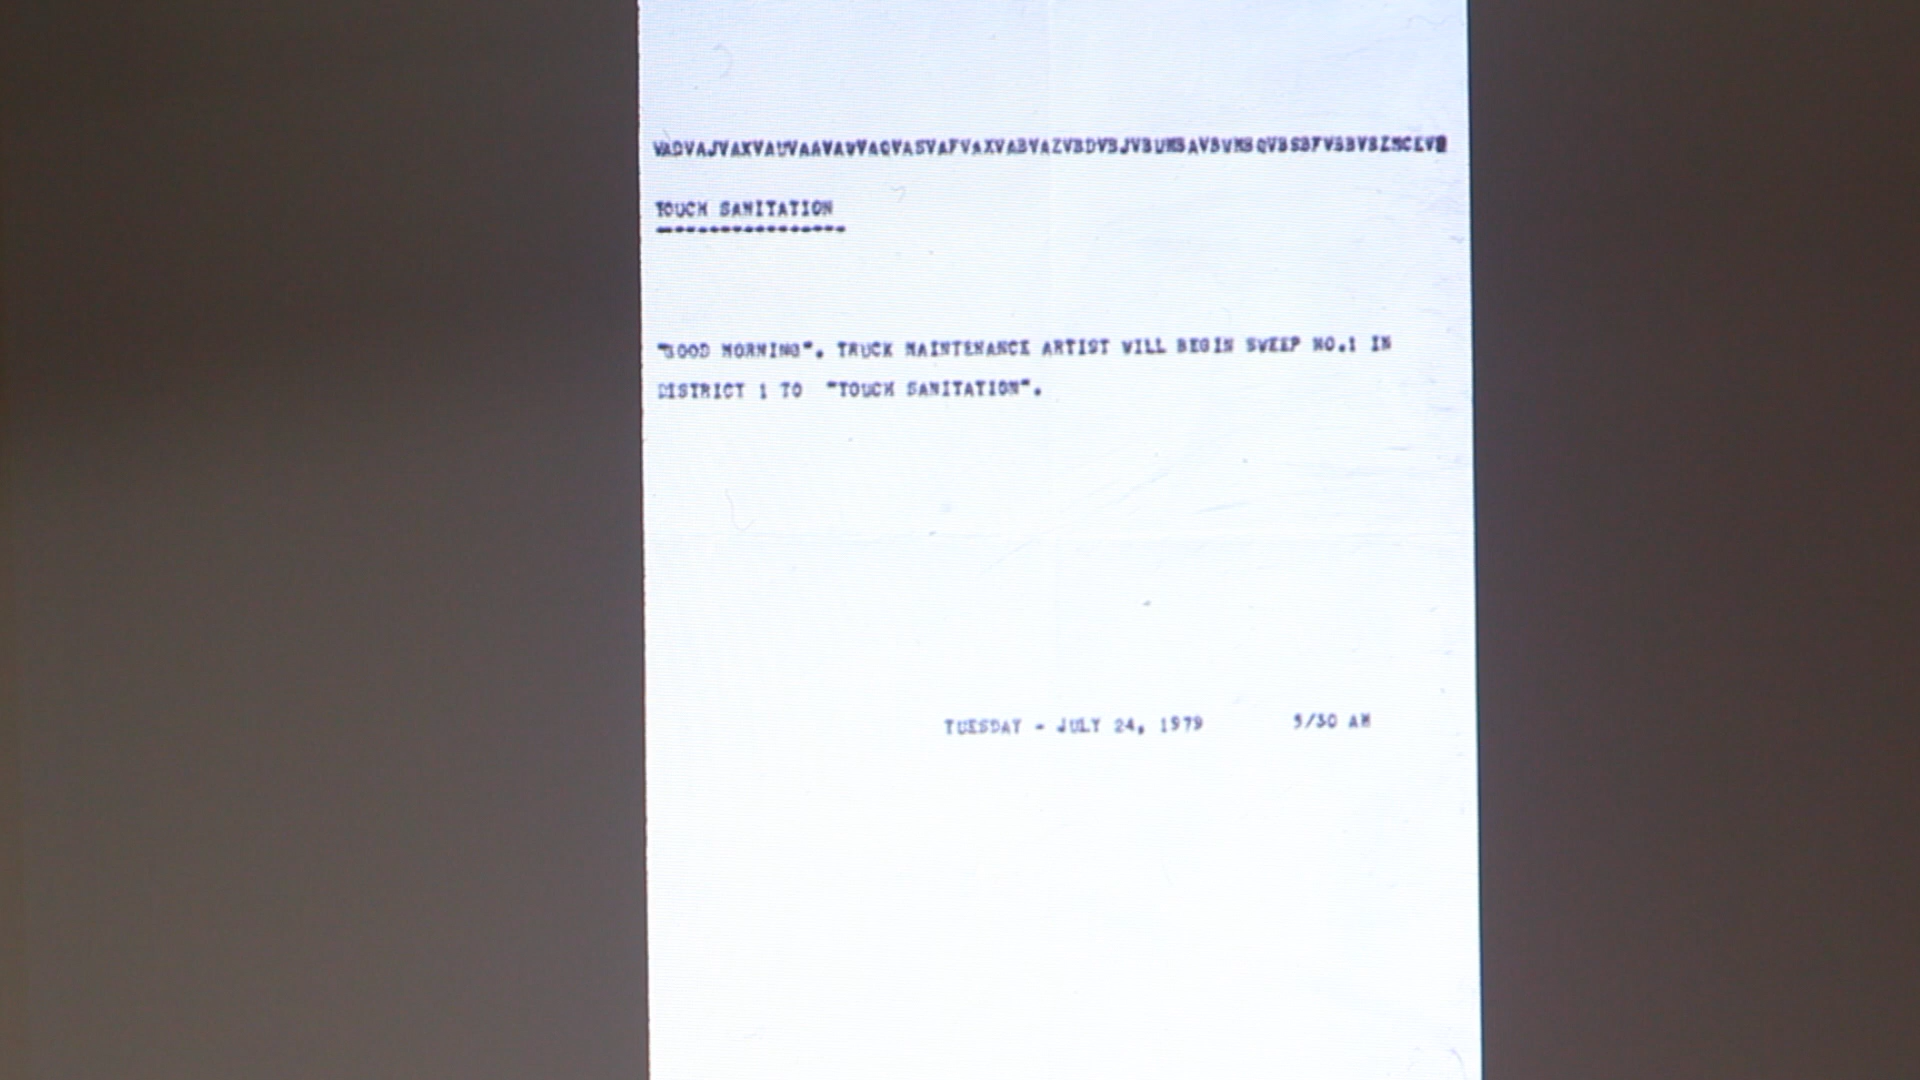 TOUCH SANITATION
"GOOD MORNING". TRUCK MAINTENANCE ARTIST WILL BEGIN SWEEP NO.1 IN
DISTRICT 1 TO "TOUCH SANITATION".
TUESDAY - JULY 24, 1979 5/30 AM